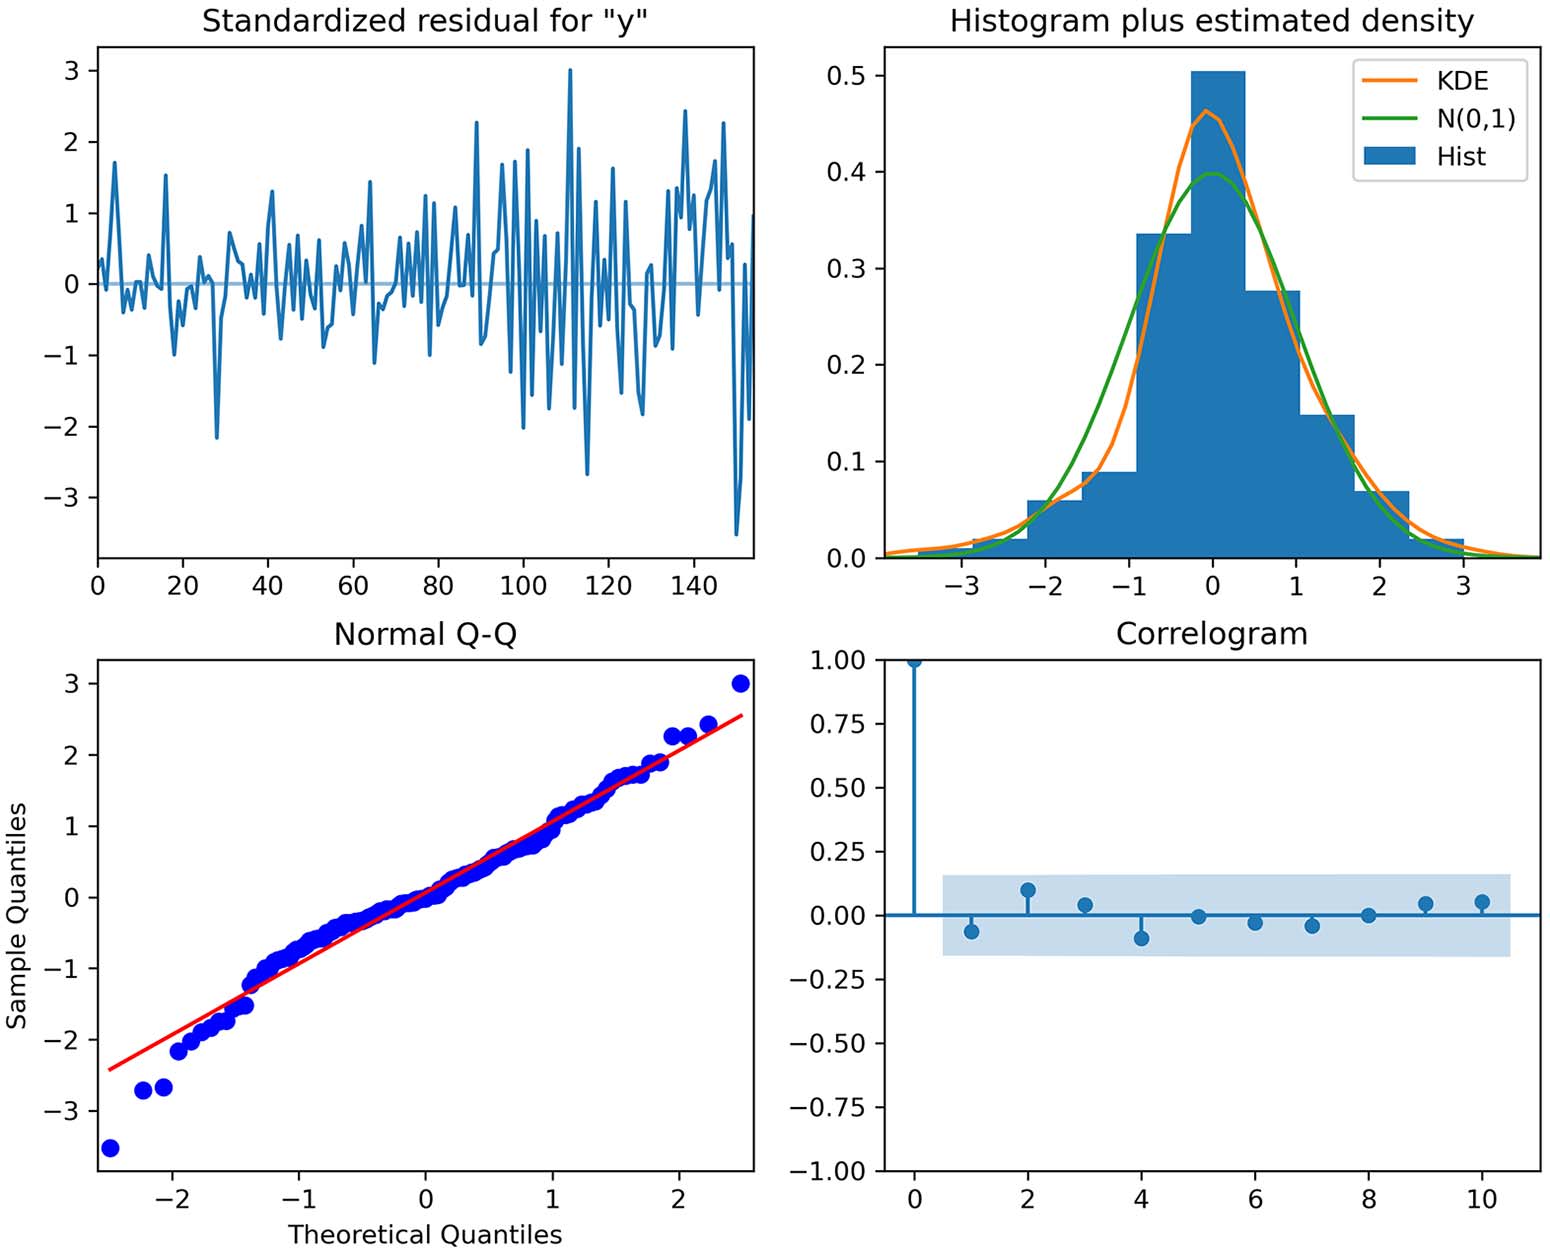 Standardized residual for "y"
3
2
1
0
−1
−2
−3
0 20 40 60 80 100 120 140
Histogram plus estimated density
KDE
N(0,1)
Hist
0.5
0.4
0.3
0.2
0.1
0.0
−3 −2 −1 0 1 2 3
Normal Q-Q
Sample Quantiles
3
2
1
0
−1
−2
−3
−2 −1 0 1 2
Theoretical Quantiles
Correlogram
1.00
0.75
0.50
0.25
0.00
−0.25
−0.50
−0.75
−1.00
0 2 4 6 8 10